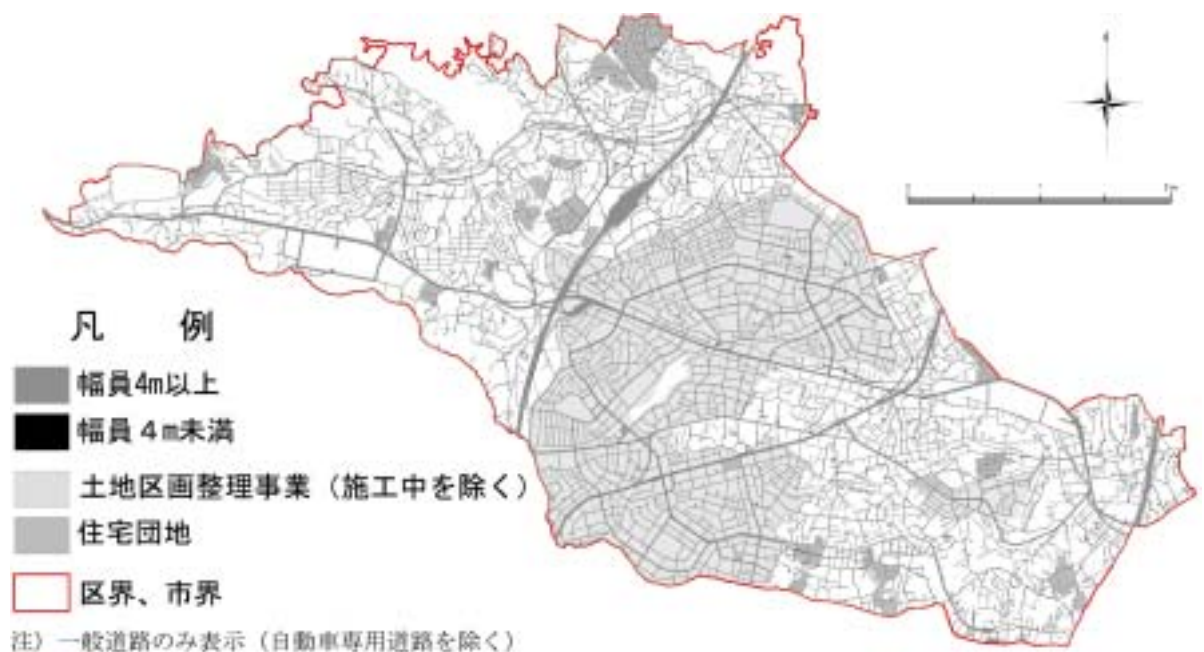 凡　例
幅員4m以上
幅員４m未満
土地区画整理事業（施工中を除く）
住宅団地
区界、市界
注）一般道路のみ表示（自動車専用道路を除く）